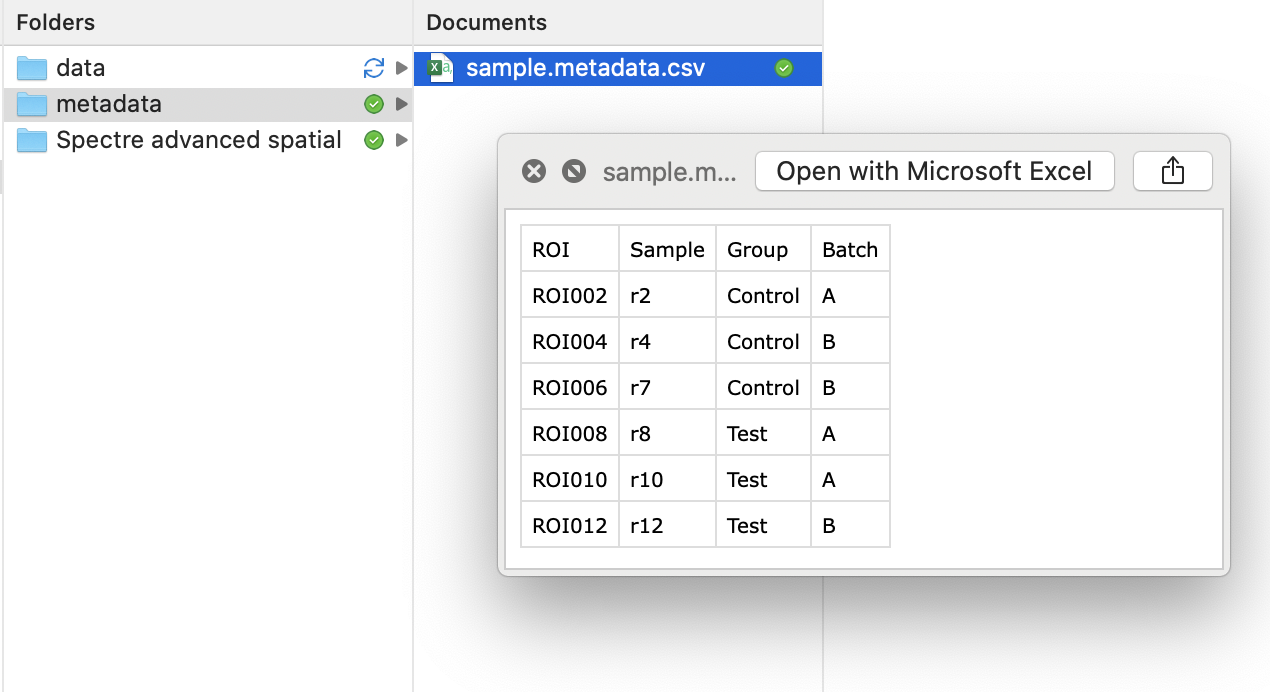 Folders
Documents
data
sample.metadata.csv
metadata
Spectre advanced spatial
sample.m... Open with Microsoft Excel
ROI Sample Group Batch
ROI002 r2 Control A
ROI004 r4 Control B
ROI006 r7 Control B
ROI008 r8 Test A
ROI010 r10 Test A
ROI012 r12 Test B